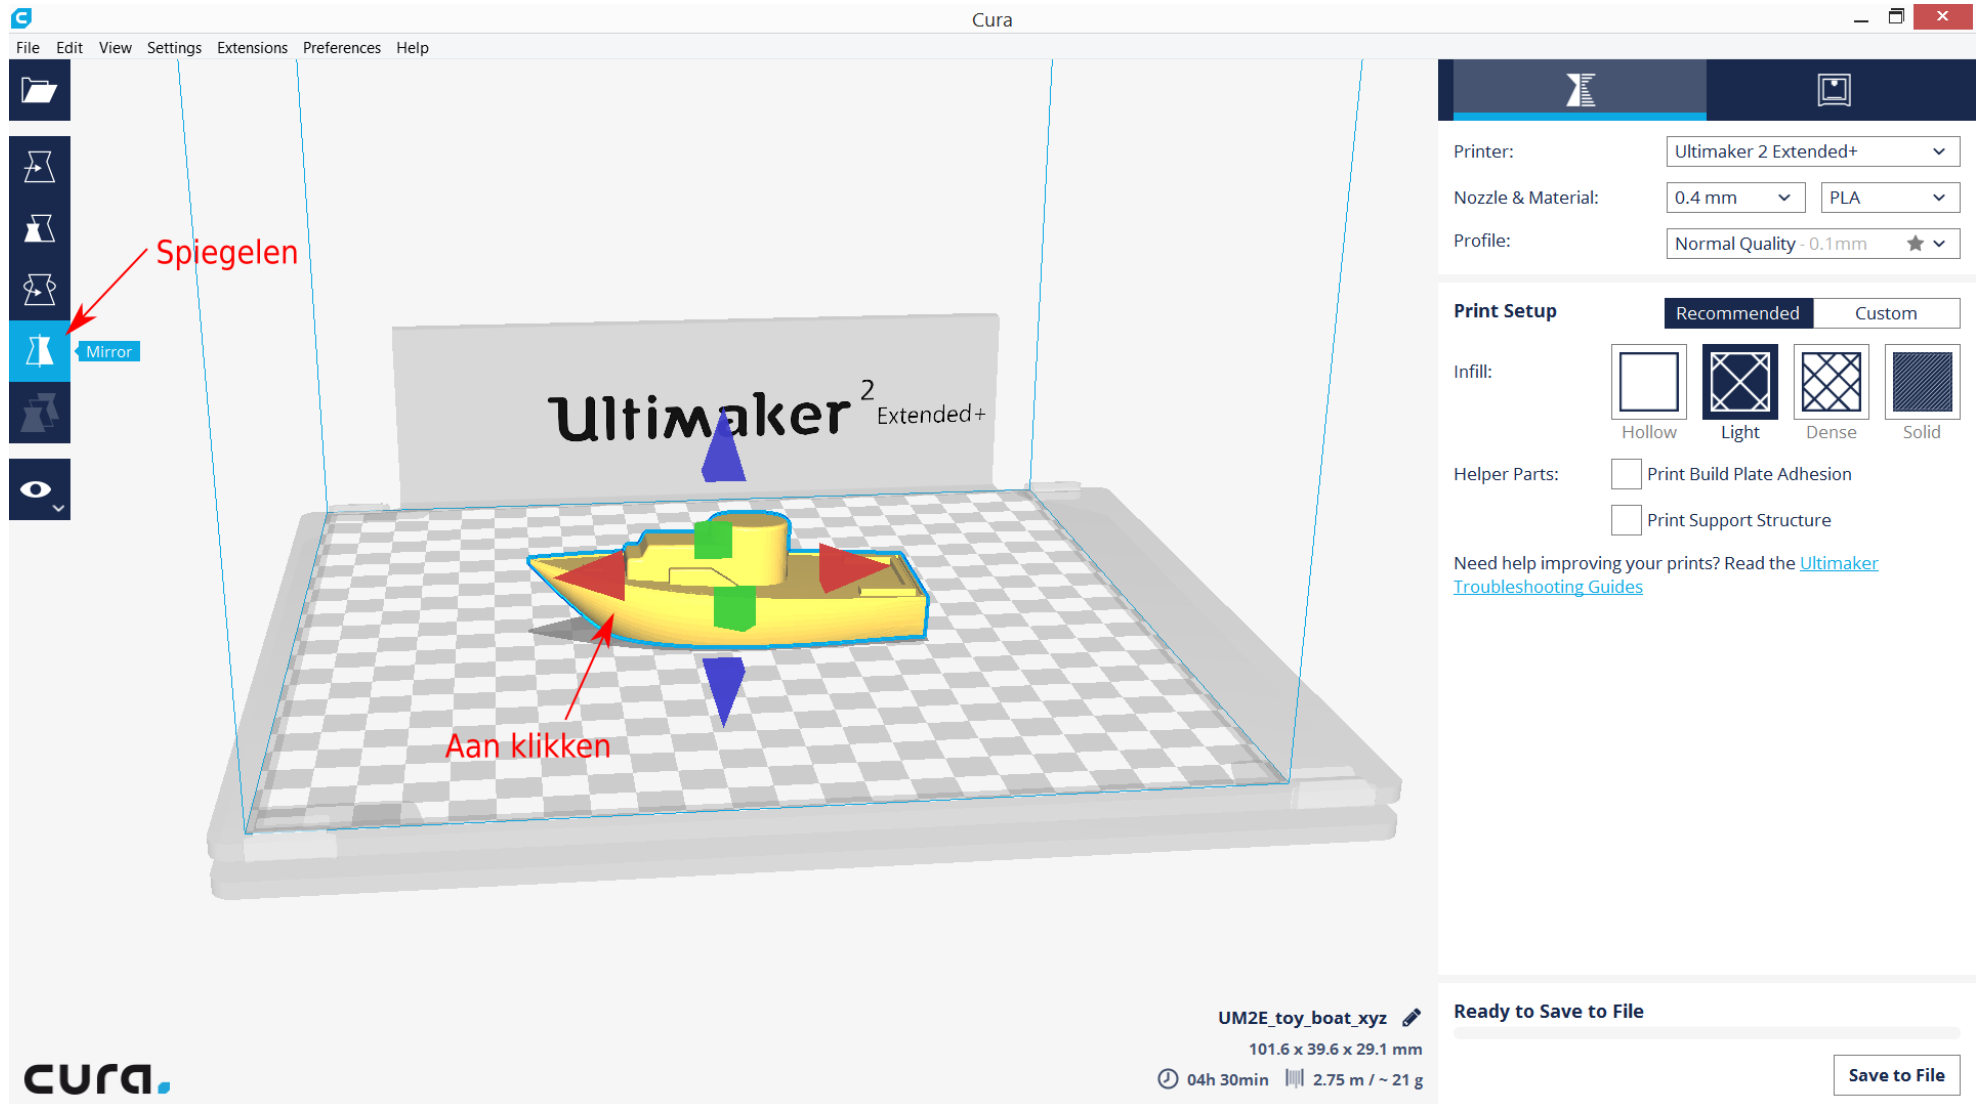 Cura
File Edit View Settings Extensions Preferences Help
Spiegelen
Mirror
Ultimaker 2 Extended+
Aan klikken
UM2E_toy_boat_xyz
101.6 x 39.6 x 29.1 mm
04h 30min 2.75 m / ~ 21 g
cura.
Printer: Ultimaker 2 Extended+
Nozzle & Material: 0.4 mm PLA
Profile: Normal Quality - 0.1mm
Print Setup Recommended Custom
Infill:
Hollow Light Dense Solid
Helper Parts: Print Build Plate Adhesion
Print Support Structure
Need help improving your prints? Read the Ultimaker
Troubleshooting Guides
Ready to Save to File
Save to File